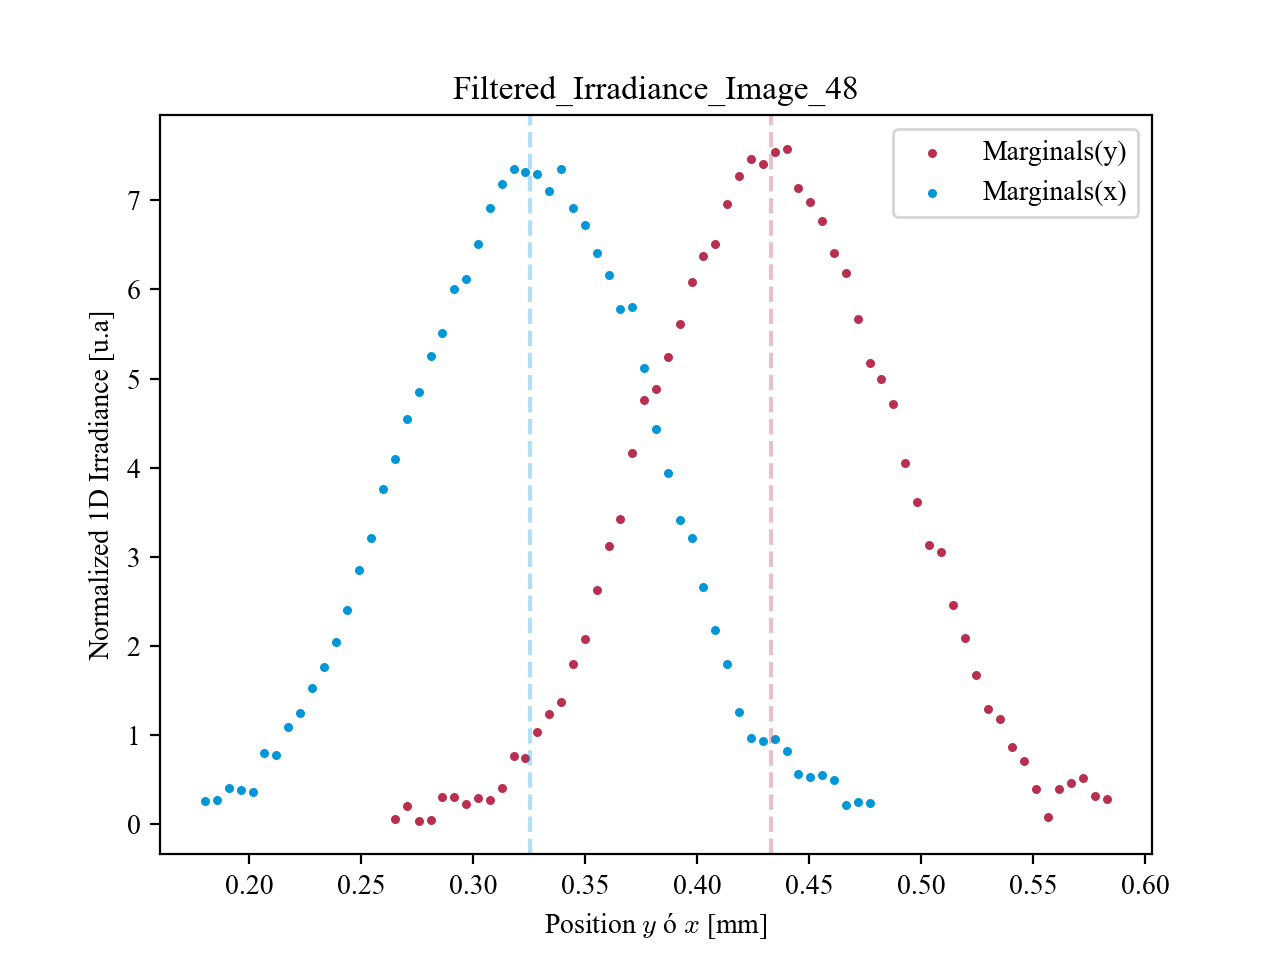 Filtered_Irradiance_Image_48
Marginals(y)
Marginals(x)
Normalized 1D Irradiance [u.a]
7
6
5
4
3
2
1
0
0.20 0.25 0.30 0.35 0.40 0.45 0.50 0.55 0.60
Position y ó x [mm]